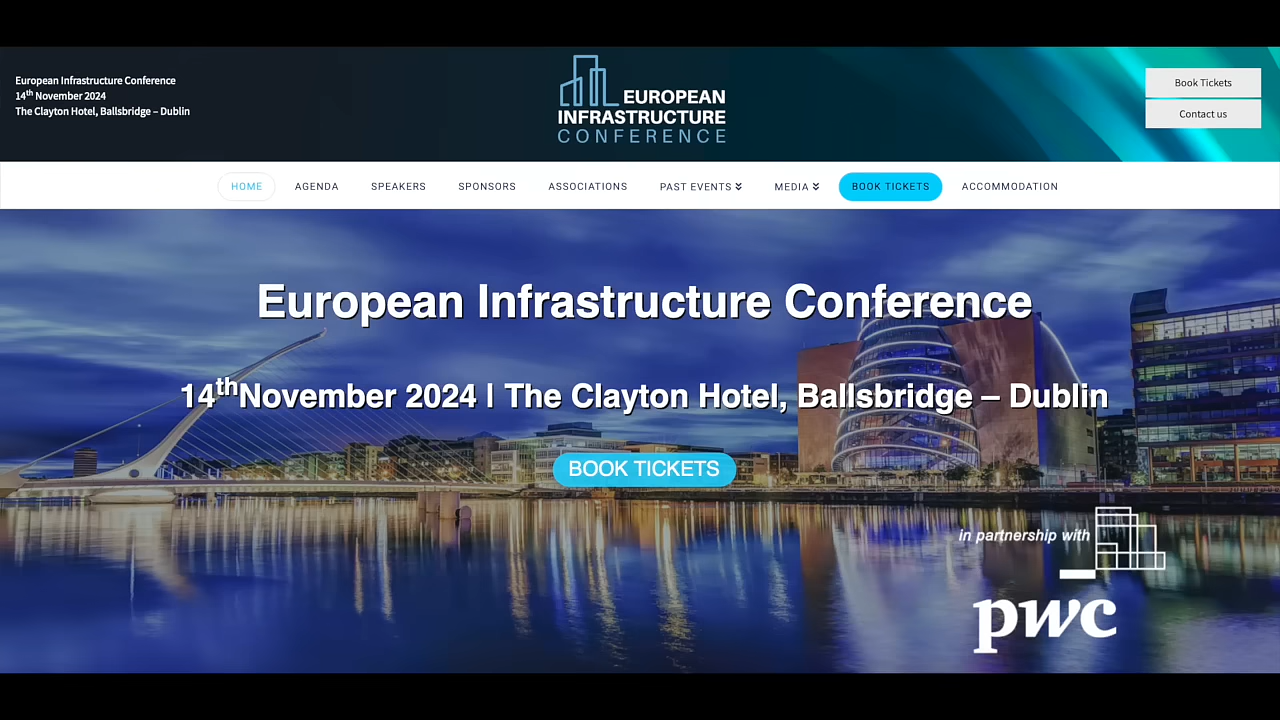 European Infrastructure Conference
14th November 2024
The Clayton Hotel, Ballsbridge – Dublin
EUROPEAN
INFRASTRUCTURE
CONFERENCE
Book Tickets
Contact us
HOME AGENDA SPEAKERS SPONSORS ASSOCIATIONS PAST EVENTS MEDIA BOOK TICKETS ACCOMMODATION
European Infrastructure Conference
14thNovember 2024 | The Clayton Hotel, Ballsbridge – Dublin
BOOK TICKETS
in partnership with
pwc